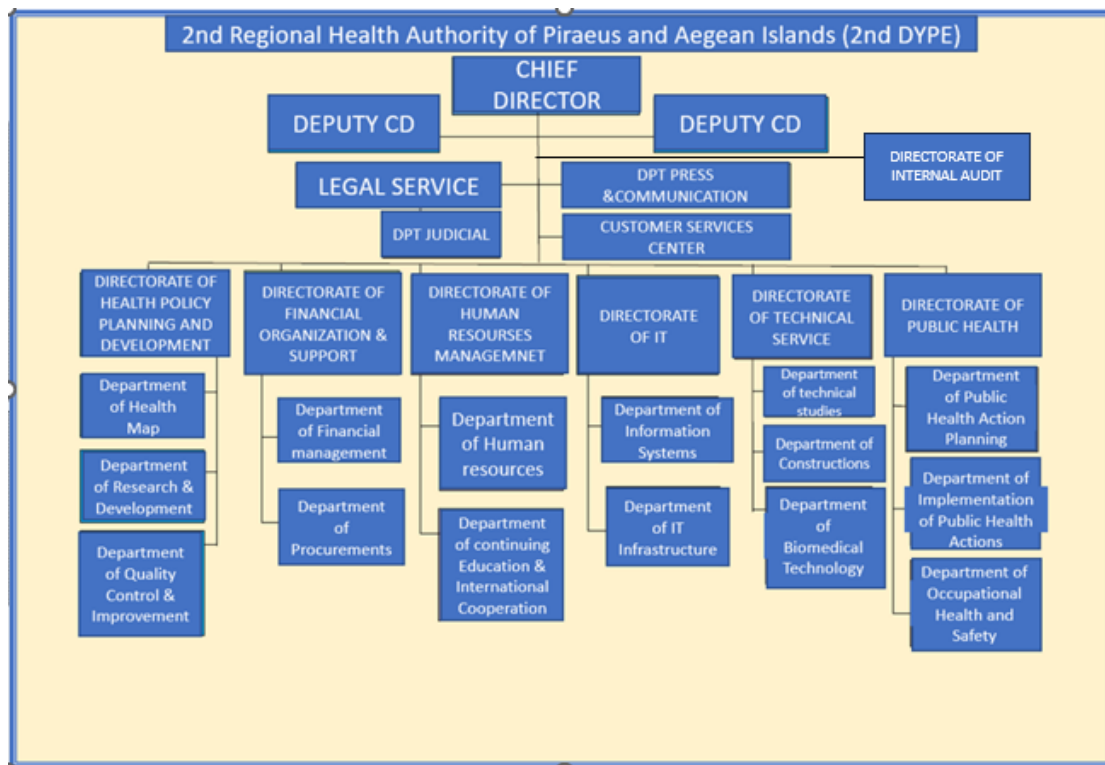 2nd Regional Health Authority of Piraeus and Aegean Islands (2nd DYPE)
CHIEF
DIRECTOR
DEPUTY CD
DEPUTY CD
DIRECTORATE OF
INTERNAL AUDIT
LEGAL SERVICE
DPT PRESS
&COMMUNICATION
DPT JUDICIAL
CUSTOMER SERVICES
CENTER
DIRECTORATE OF
HEALTH POLICY
PLANNING AND
DEVELOPMENT
DIRECTORATE OF
FINANCIAL
ORGANIZATION &
SUPPORT
DIRECTORATE OF
HUMAN
RESOURSES
MANAGEMNET
DIRECTORATE
OF IT
DIRECTORATE
OF TECHNICAL
SERVICE
DIRECTORATE OF
PUBLIC HEALTH
Department
of Health
Map
Department
of Research &
Development
Department
of Quality
Control &
Improvement
Department
of Financial
management
Department
of
Procurements
Department
of Human
resources
Department
of continuing
Education &
International
Cooperation
Department of
Information
Systems
Department
of IT
Infrastructure
Department
of technical
studies
Department of
Constructions
Department
of
Biomedical
Technology
Department
of Public
Health Action
Planning
Department of
Implementation
of Public Health
Actions
Department of
Occupational
Health and
Safety